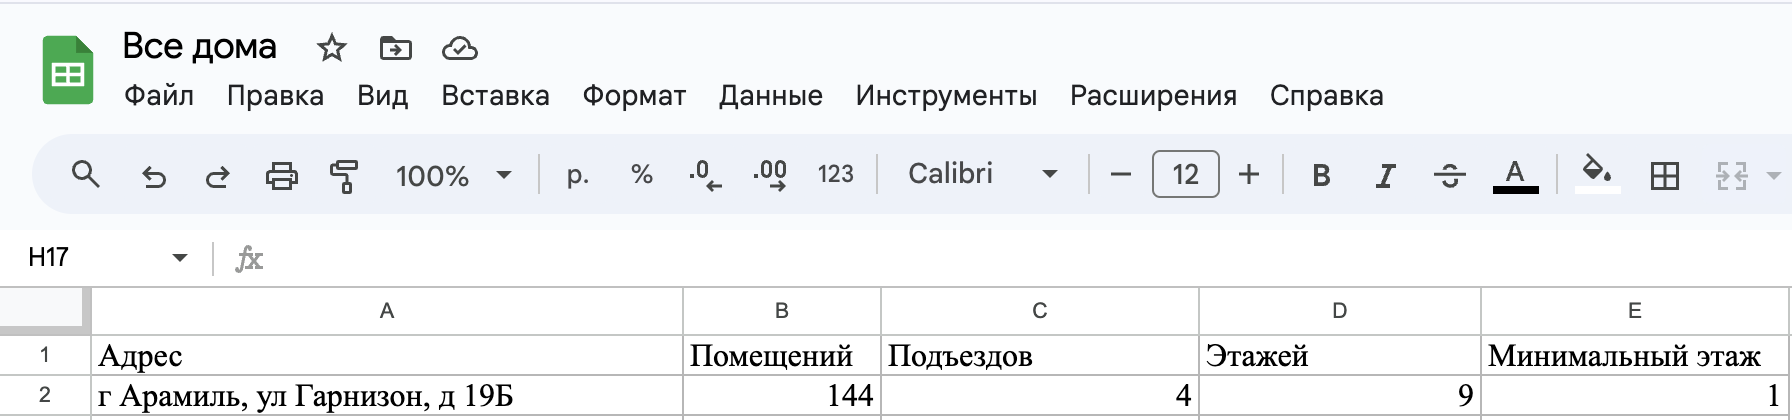 Все дома
Файл Правка Вид Вставка Формат Данные Инструменты Расширения Справка
100% р. % .0 .00 123 Calibri − 12 + B I S A
H17 fx
A B C D E
1 Адрес Помещений Подъездов Этажей Минимальный этаж
2 г Арамиль, ул Гарнизон, д 19Б 144 4 9 1